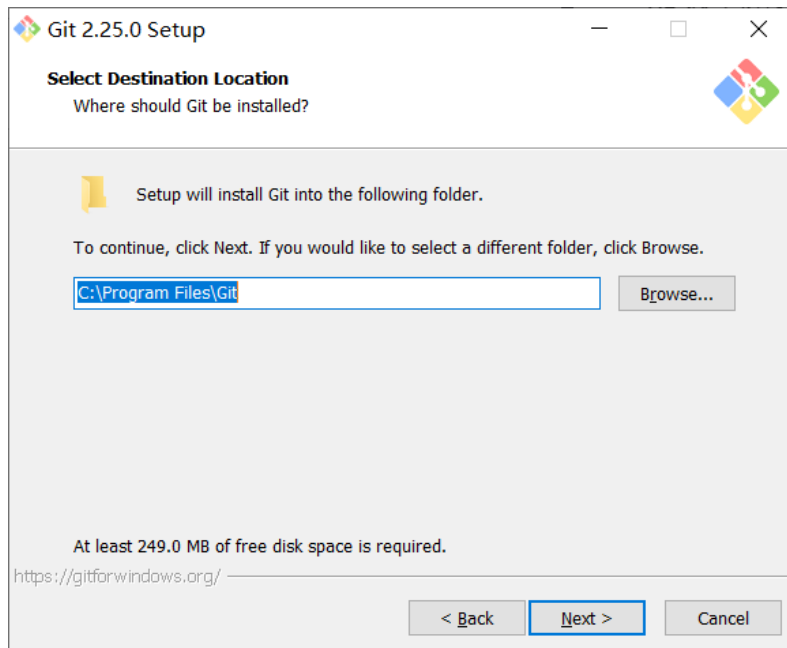 Git 2.25.0 Setup
Select Destination Location
Where should Git be installed?
Setup will install Git into the following folder.
To continue, click Next. If you would like to select a different folder, click Browse.
C:\Program Files\Git
Browse...
At least 249.0 MB of free disk space is required.
https://gitforwindows.org/
< Back
Next >
Cancel